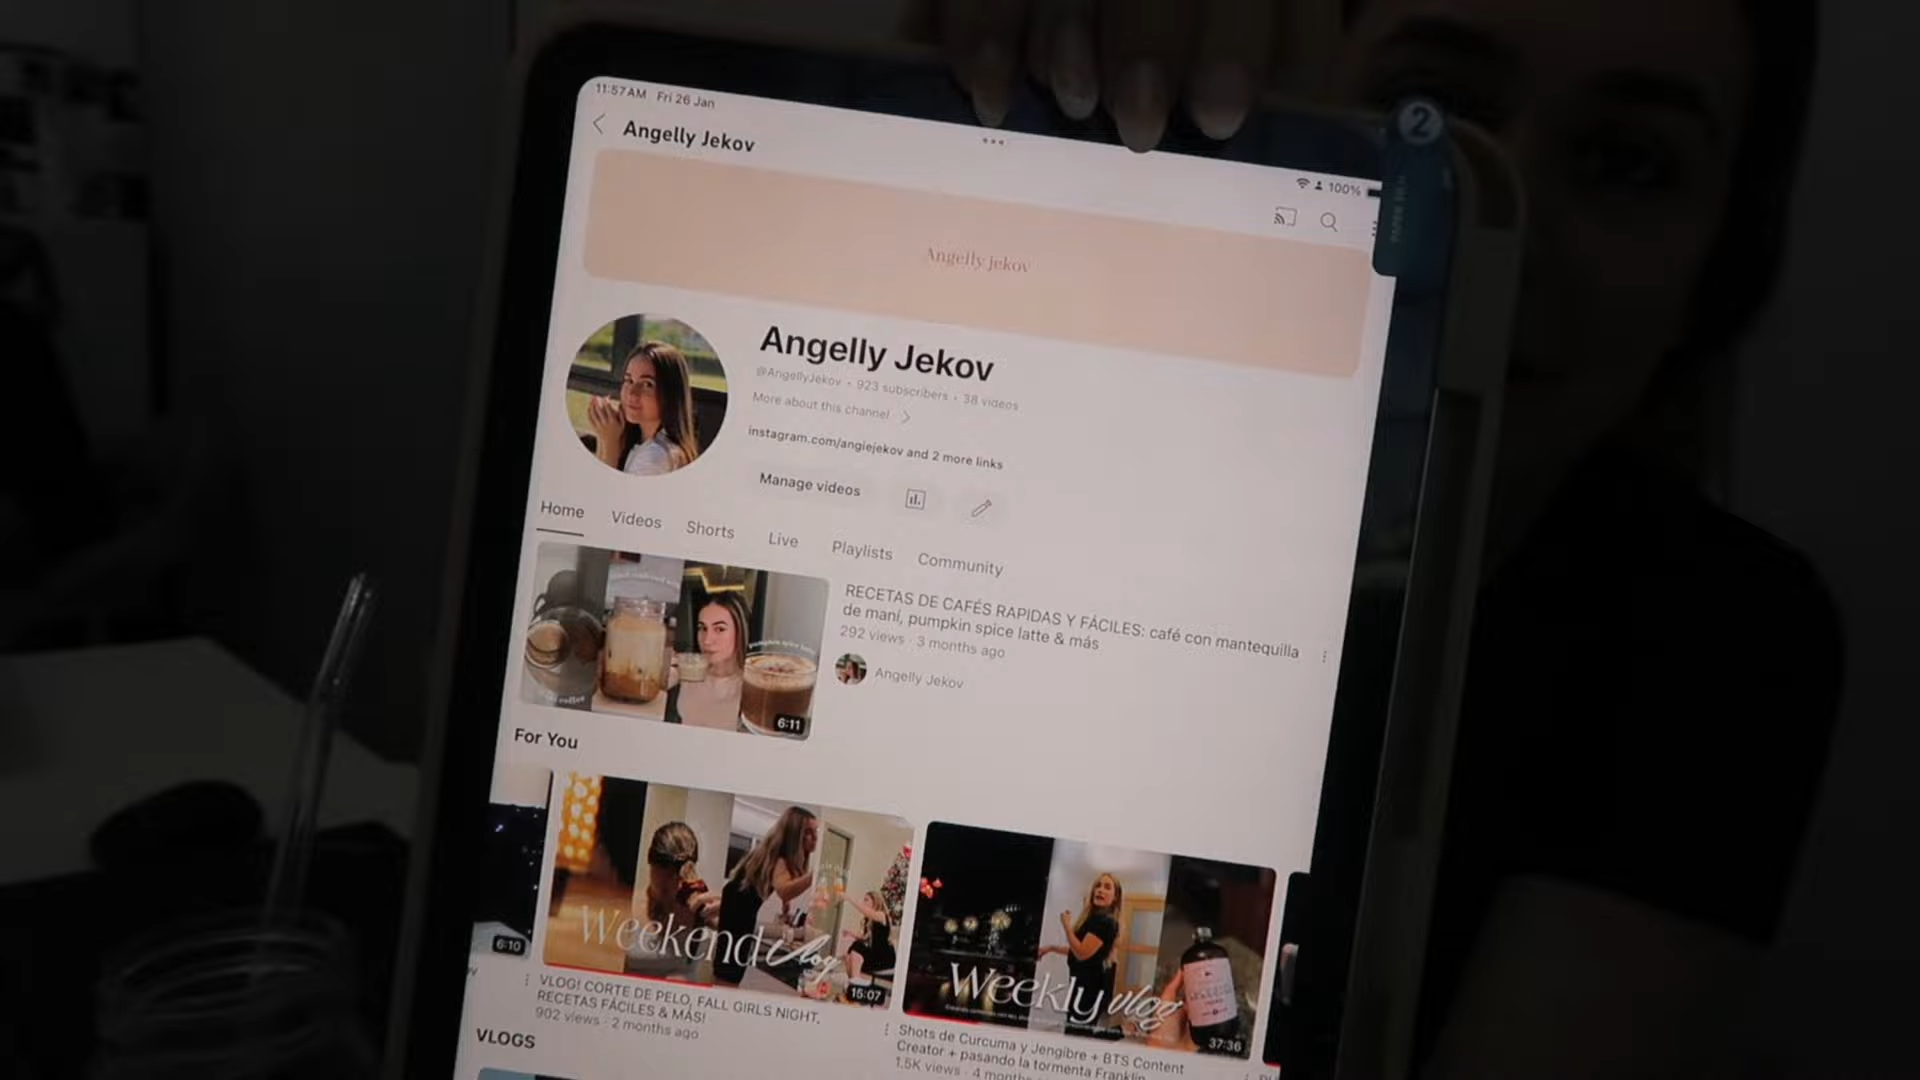 11:57AM Fri 26 Jan
Angelly Jekov
100%
Angelly jekov
Angelly Jekov
@AngellyJekov • 923 subscribers • 38 videos
More about this channel
instagram.com/angiejekov and 2 more links
Manage videos
Home Videos Shorts Live Playlists Community
RECETAS DE CAFÉS RAPIDAS Y FÁCILES: café con mantequilla
de maní, pumpkin spice latte & más
292 views · 3 months ago
Angelly Jekov
6:11
For You
Weekend Vlog
Weekly vlog
6:10
15:07
37:36
VLOG! CORTE DE PELO, FALL GIRLS NIGHT,
RECETAS FÁCILES & MÁS!
902 views · 2 months ago
Shots de Curcuma y Jengibre + BTS Content
Creator + pasando la tormenta Franklin
1.5K views · 4 months
VLOGS
2